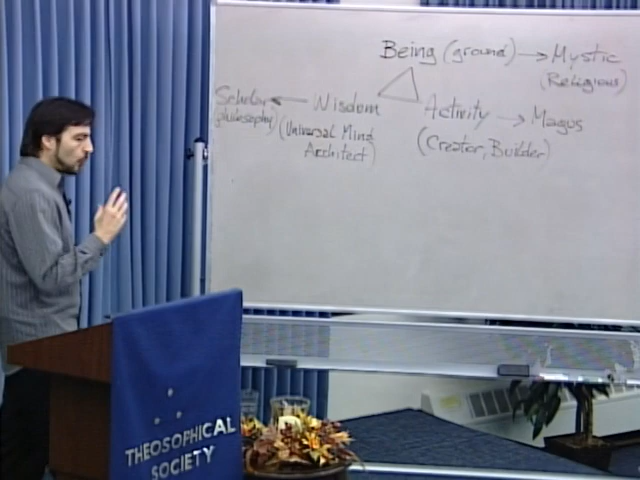 Being (ground) → Mystic
(Religious)
Scholar ← Wisdom
philosophy)
(Universal Mind
Architect)
Activity → Magus
(Creator, Builder)
THEOSOPHICAL
SOCIETY